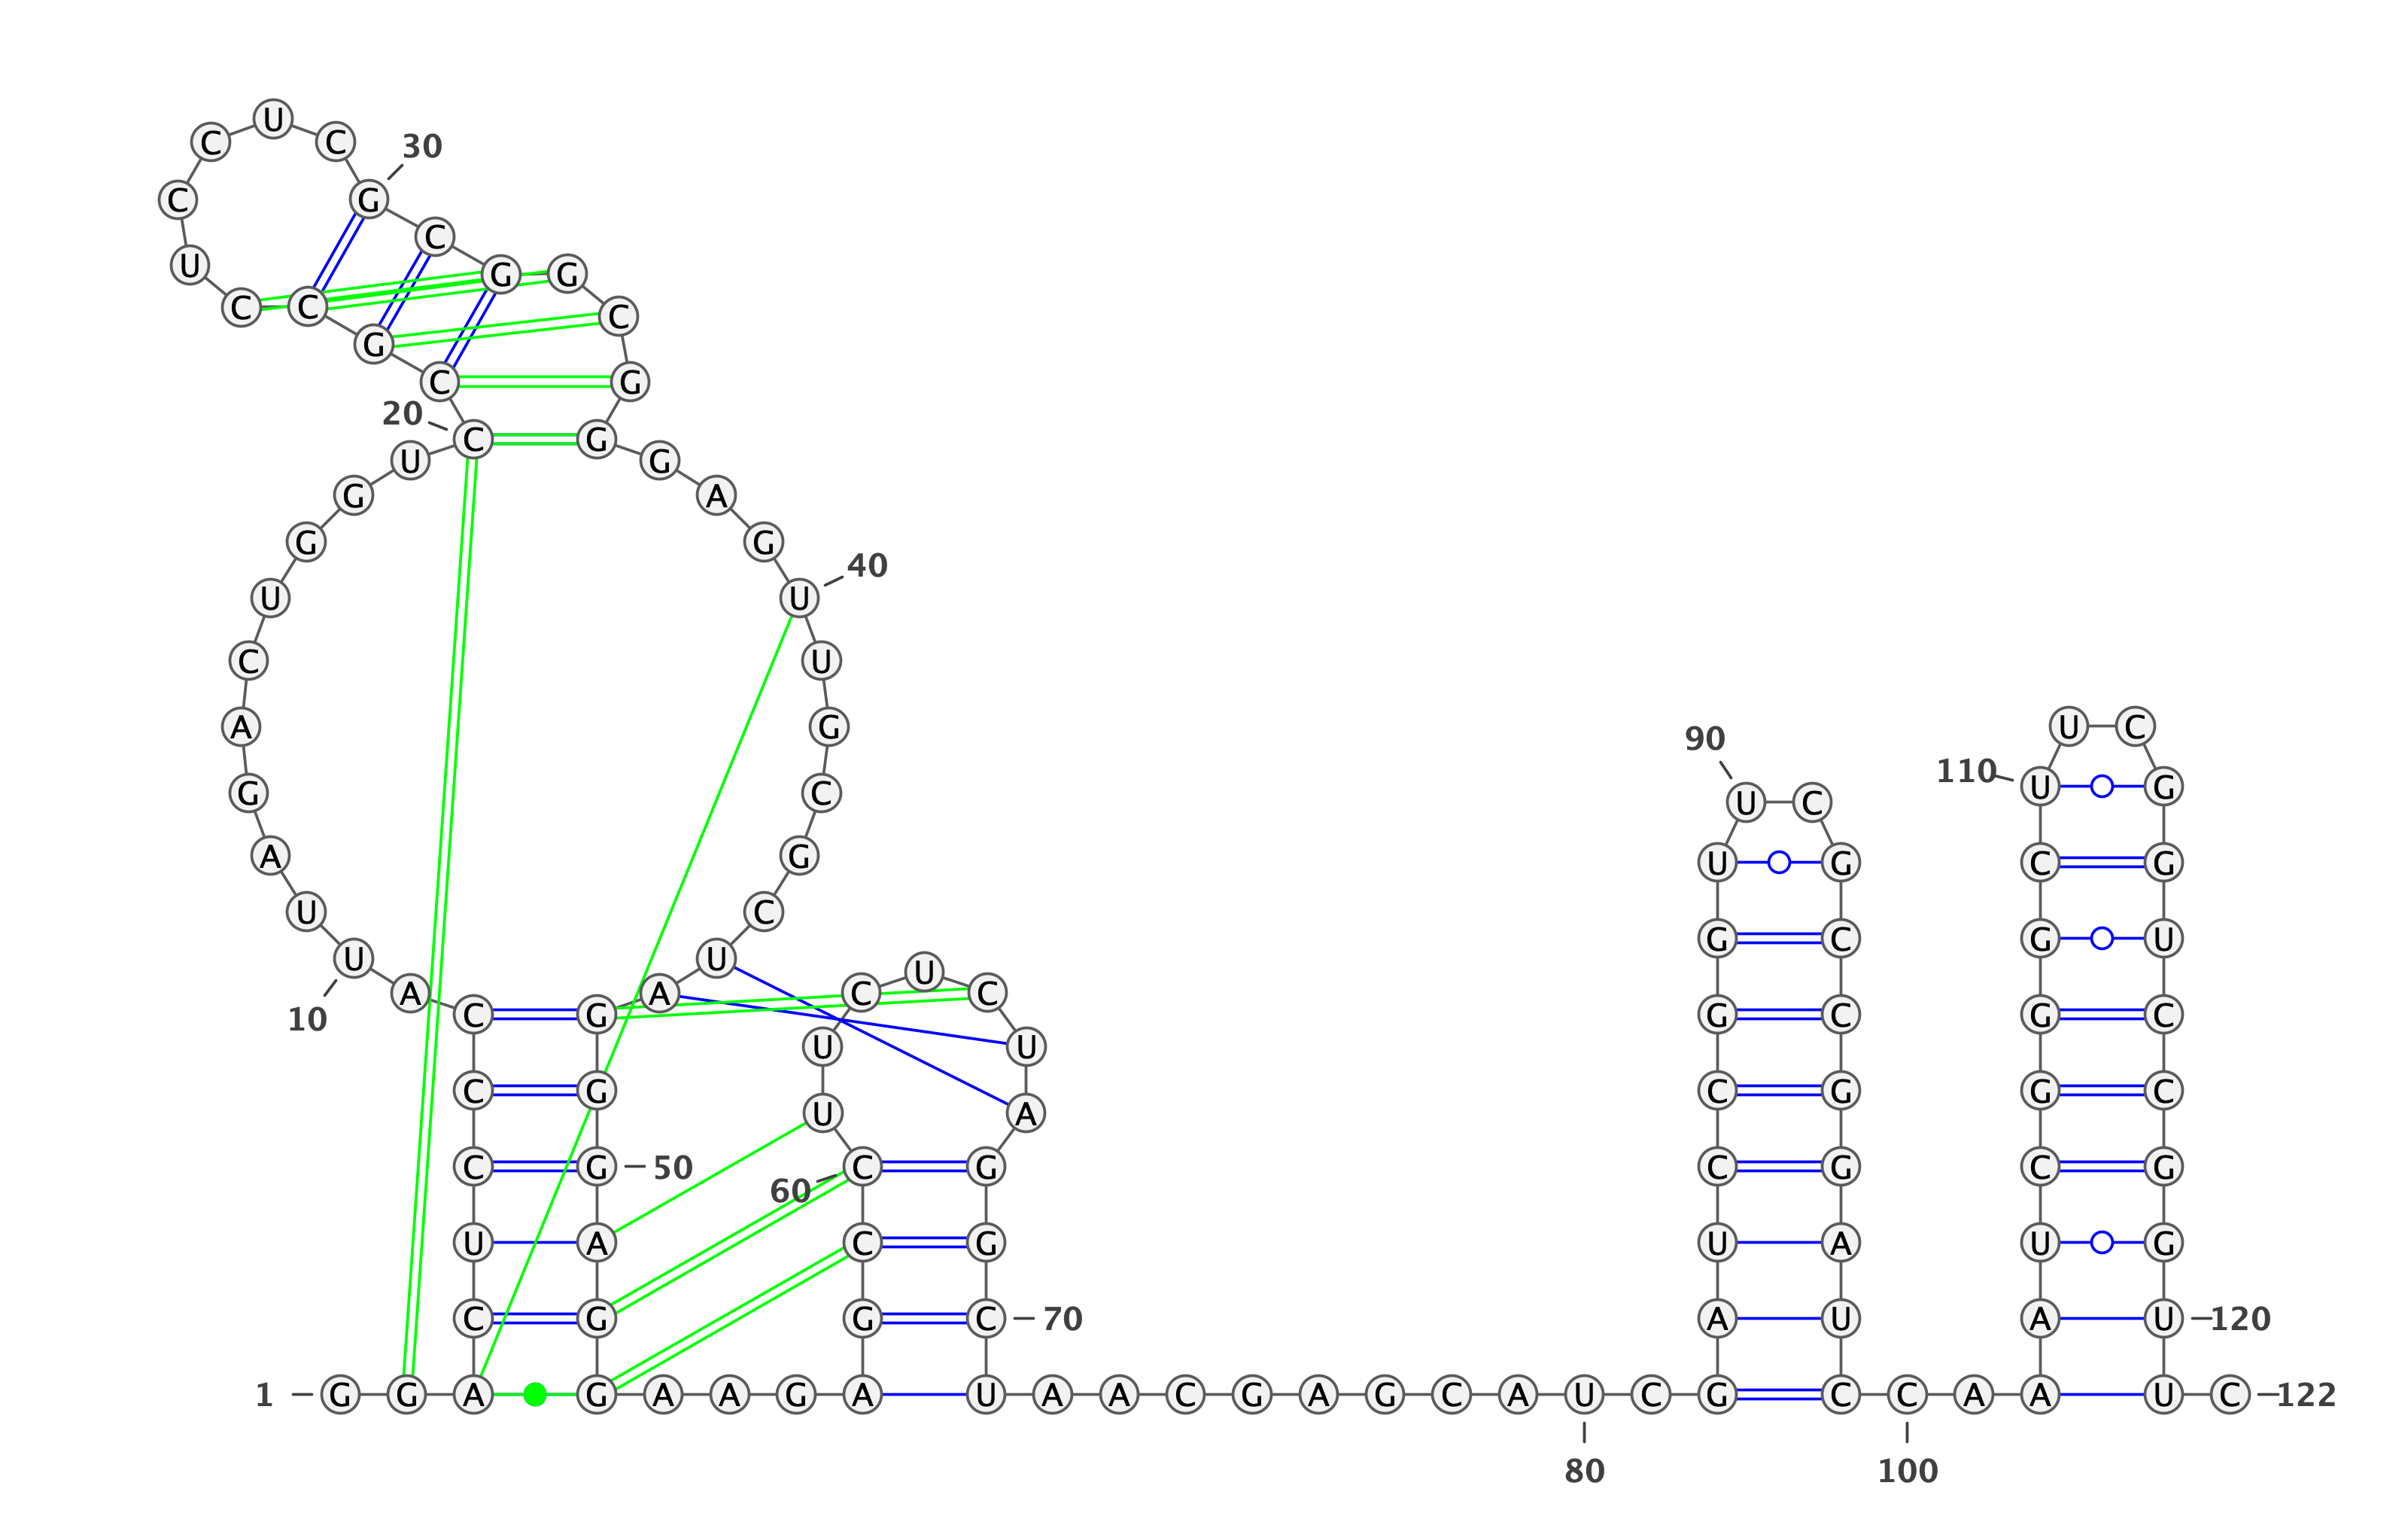 U
C C 30
C G
C
U G G
C C C
G
C G
20
C G
U G
G A
G G
40
U U
C U
A G U C
90
110 U G
G C
U C
A G U G C G
U C
U U G C G U
U
A A C C
C G G C G C
10
U U
C G C G G C
U A
C G 50 C G C G C G
60
U A C G U A U G
C G G C 70 A U A U 120
1 G G A G A A G A U A A C G A G C A U C G C C A A U C 122
80 100